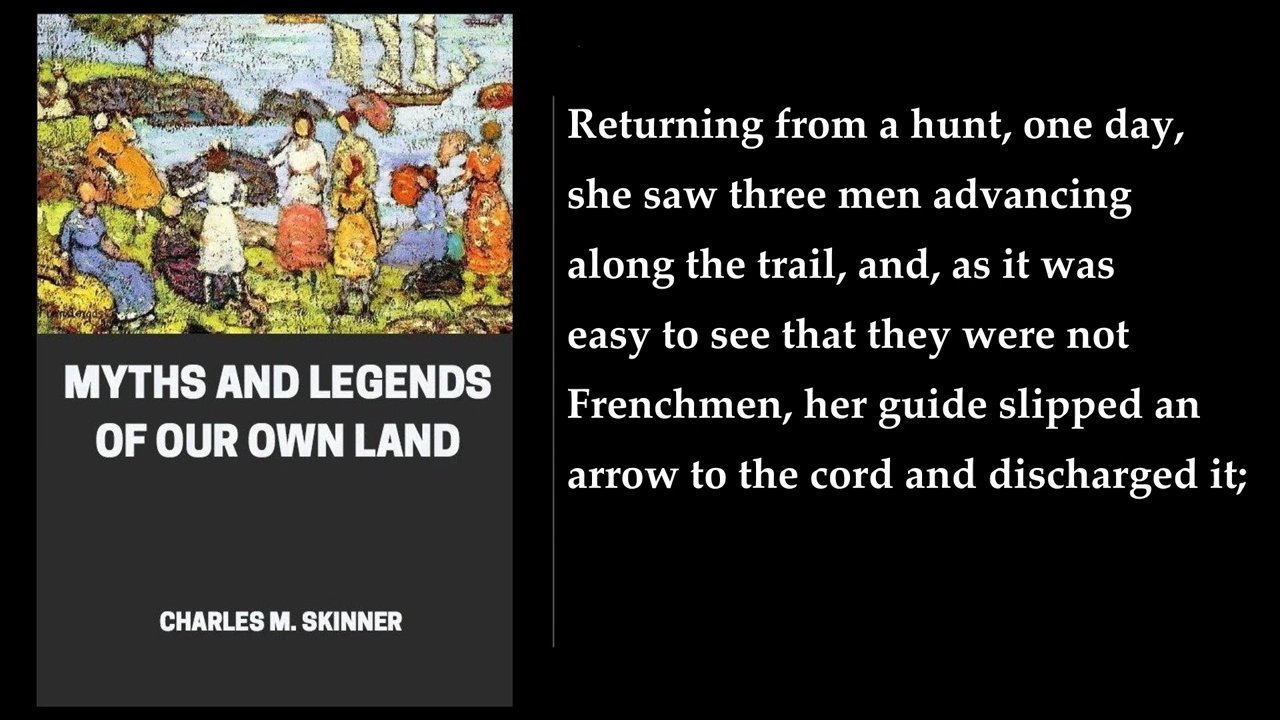 MYTHS AND LEGENDS
OF OUR OWN LAND
CHARLES M. SKINNER
Returning from a hunt, one day,
she saw three men advancing
along the trail, and, as it was
easy to see that they were not
Frenchmen, her guide slipped an
arrow to the cord and discharged it;